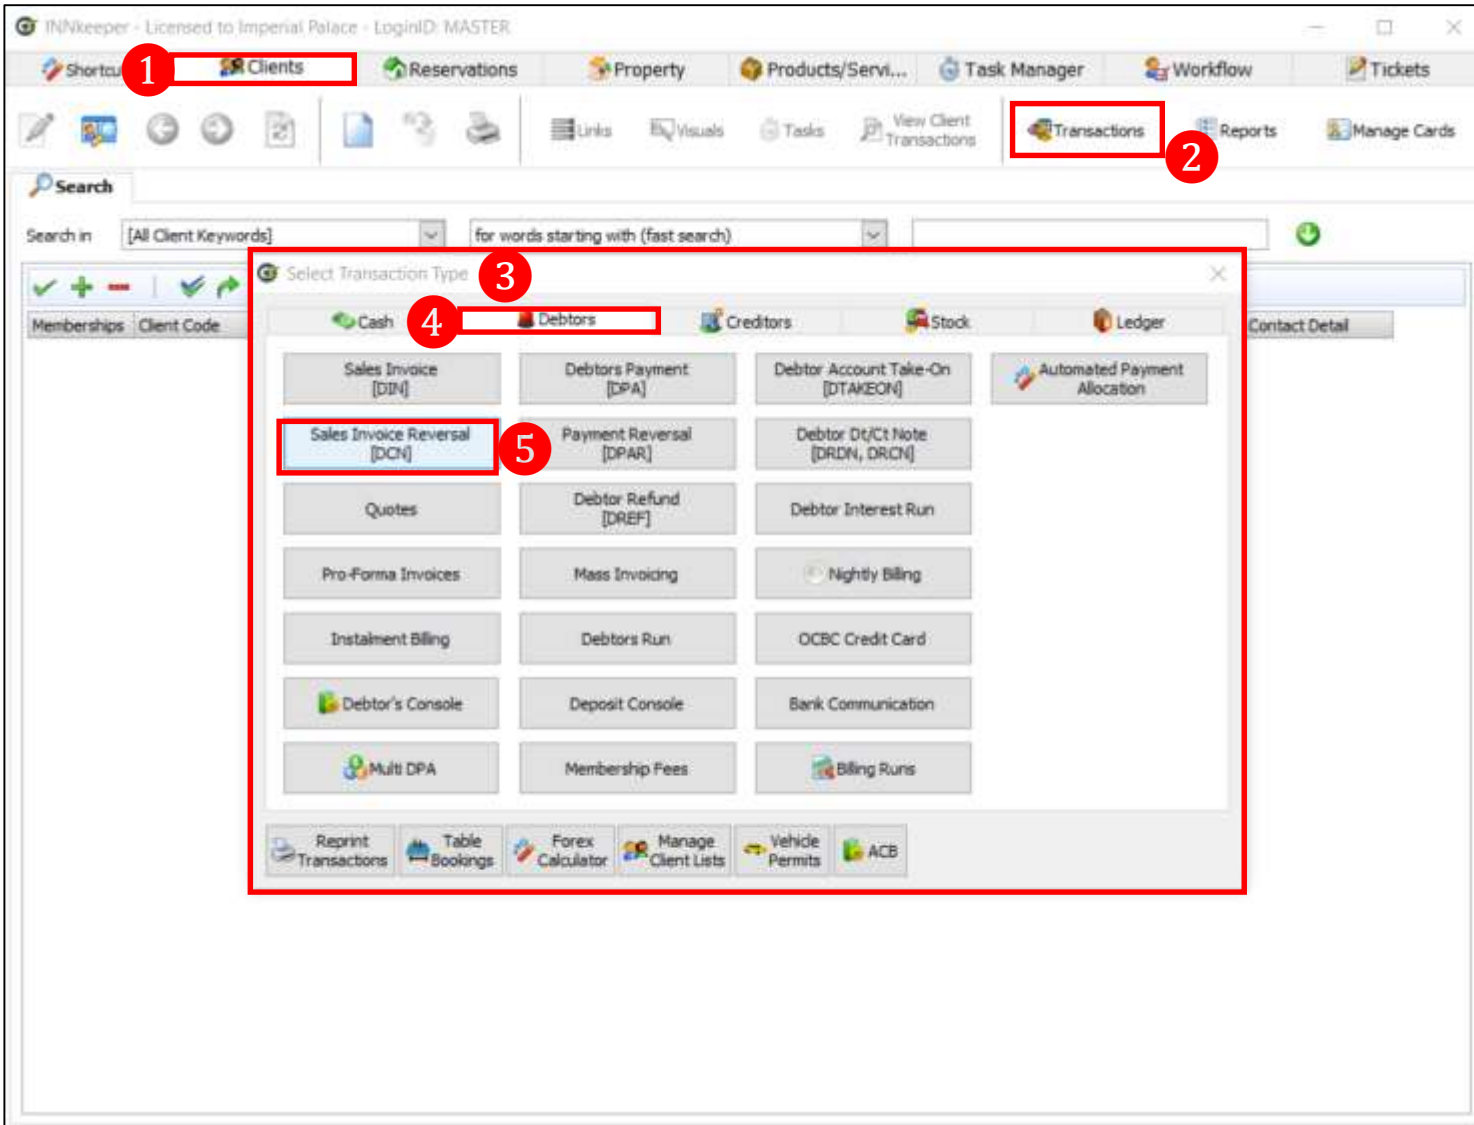 INNkeeper - Licensed to Imperial Palace - LoginID: MASTER
Shortcu 1 Clients Reservations Property Products/Servi... Task Manager Workflow Tickets
Links Visuals Tasks View Client Transactions Transactions 2 Reports Manage Cards
Search
Search in [All Client Keywords] for words starting with (fast search)
Select Transaction Type 3
Memberships Client Code Contact Detail
Cash 4 Debtors Creditors Stock Ledger
Sales Invoice [DIN]
Debtors Payment [DPA]
Debtor Account Take-On [DTAKEON]
Automated Payment Allocation
Sales Invoice Reversal [DCN]
5
Payment Reversal [DPAR]
Debtor Dt/Ct Note [DRDN, DRCN]
Quotes
Debtor Refund [DREF]
Debtor Interest Run
Pro-Forma Invoices
Mass Invoicing
Nightly Billing
Instalment Billing
Debtors Run
OCBC Credit Card
Debtor's Console
Deposit Console
Bank Communication
Multi DPA
Membership Fees
Billing Runs
Reprint Transactions
Table Bookings
Forex Calculator
Manage Client Lists
Vehicle Permits
ACB